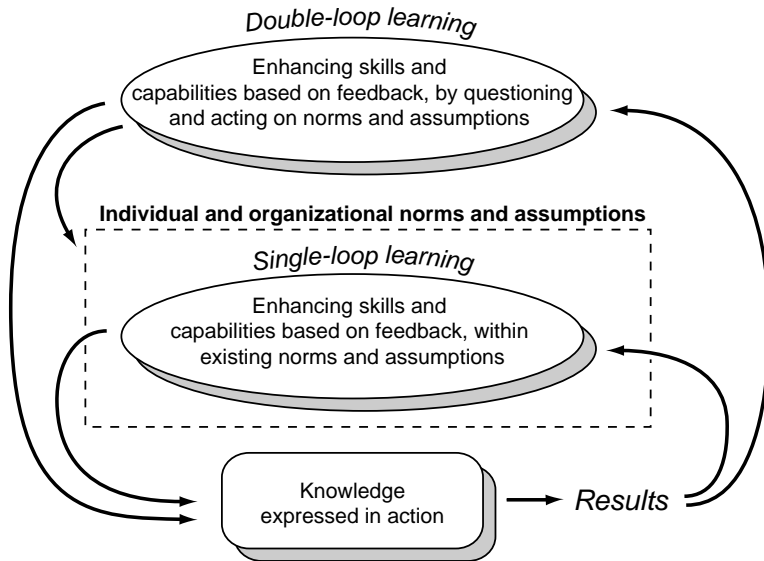 Double-loop learning
Enhancing skills and
capabilities based on feedback, by questioning
and acting on norms and assumptions
Individual and organizational norms and assumptions
Single-loop learning
Enhancing skills and
capabilities based on feedback, within
existing norms and assumptions
Knowledge
expressed in action
Results